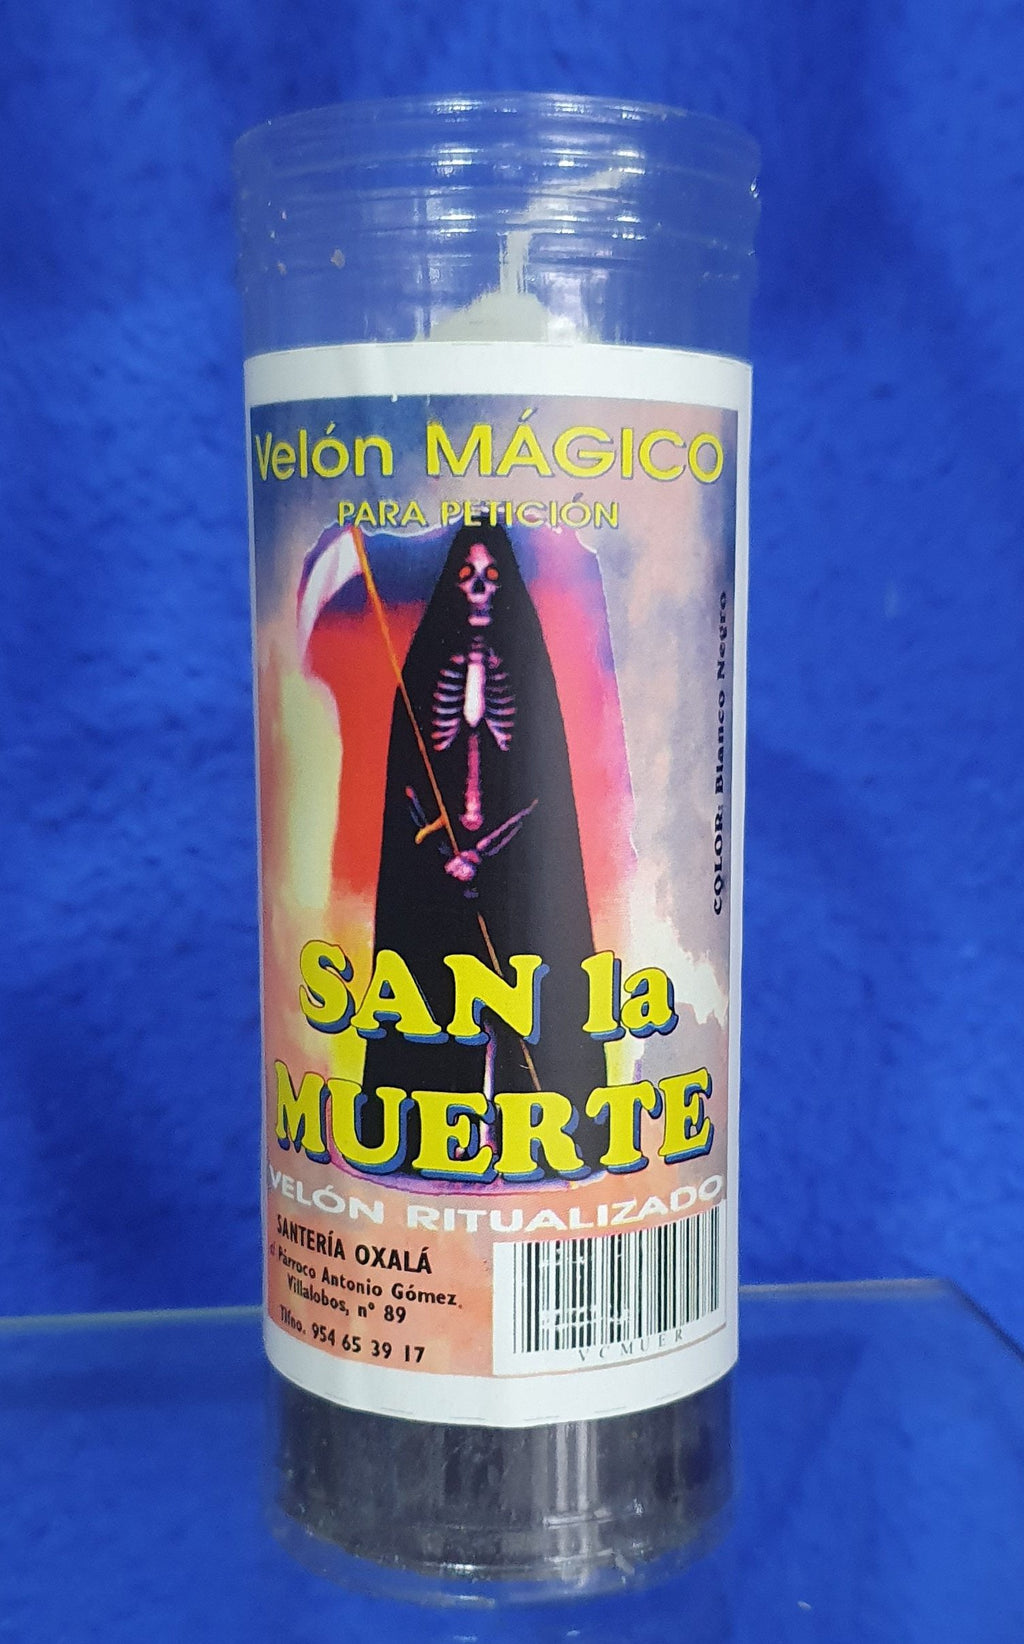 Velón MÁGICO
PARA PETICIÓN
COLOR: Blanco Negro
SAN la
MUERTE
VELÓN RITUALIZADO
SANTERÍA OXALÁ
c/ Párroco Antonio Gómez
Villalobos, nº 89
Tlfno. 954 65 39 17
VCMUER